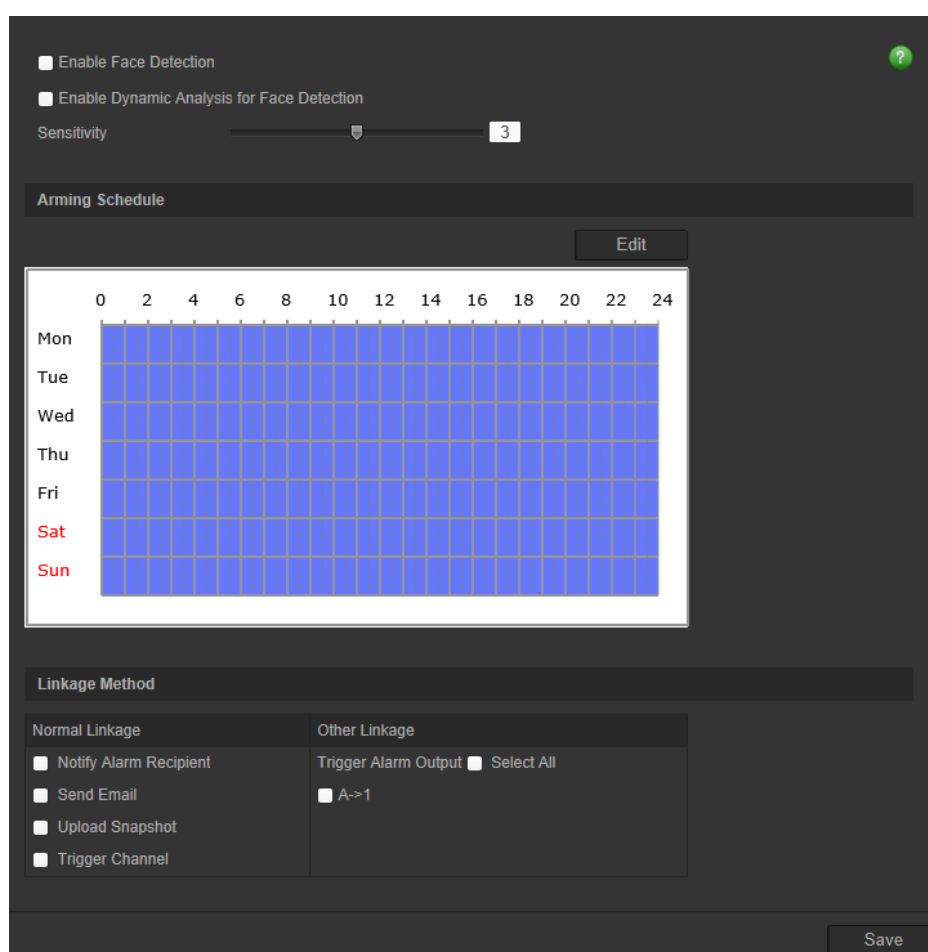 Enable Face Detection
?
Enable Dynamic Analysis for Face Detection
Sensitivity 3
Arming Schedule
Edit
0 2 4 6 8 10 12 14 16 18 20 22 24
Mon
Tue
Wed
Thu
Fri
Sat
Sun
Linkage Method
Normal Linkage Other Linkage
Notify Alarm Recipient Trigger Alarm Output Select All
Send Email A->1
Upload Snapshot
Trigger Channel
Save